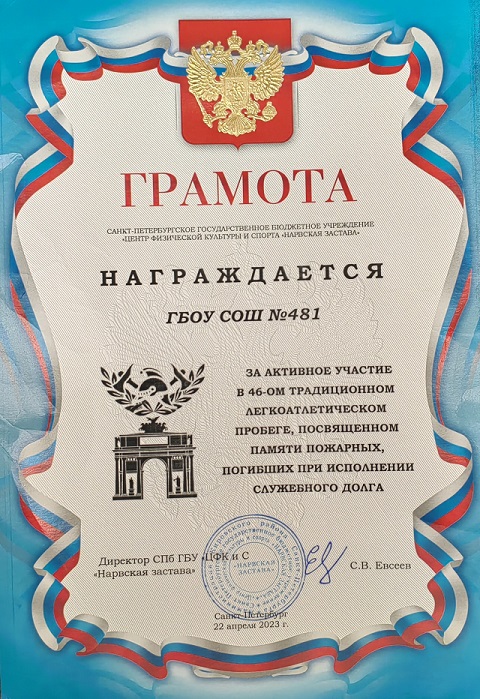 ГРАМОТА
САНКТ-ПЕТЕРБУРГСКОЕ ГОСУДАРСТВЕННОЕ БЮДЖЕТНОЕ УЧРЕЖДЕНИЕ
«ЦЕНТР ФИЗИЧЕСКОЙ КУЛЬТУРЫ И СПОРТА «НАРВСКАЯ ЗАСТАВА»
НАГРАЖДАЕТСЯ
ГБОУ СОШ №481
ЗА АКТИВНОЕ УЧАСТИЕ
В 46-ОМ ТРАДИЦИОННОМ
ЛЕГКОАТЛЕТИЧЕСКОМ
ПРОБЕГЕ, ПОСВЯЩЕННОМ
ПАМЯТИ ПОЖАРНЫХ,
ПОГИБШИХ ПРИ ИСПОЛНЕНИИ
СЛУЖЕБНОГО ДОЛГА
Директор СПб ГБУ «ЦФК и С
«Нарвская застава»
«НАРВСКАЯ
ЗАСТАВА»
С.В. Евсеев
Санкт-Петербург
22 апреля 2023 г.